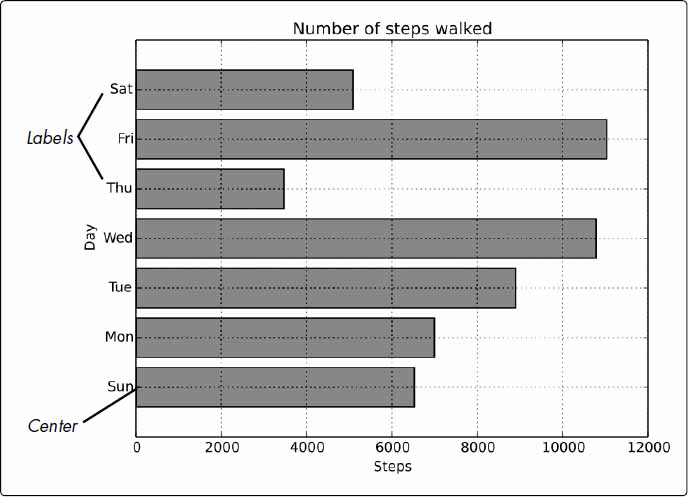 Number of steps walked
Sat
Labels
Fri
Thu
Day
Wed
Tue
Mon
Sun
Center
0 2000 4000 6000 8000 10000 12000
Steps